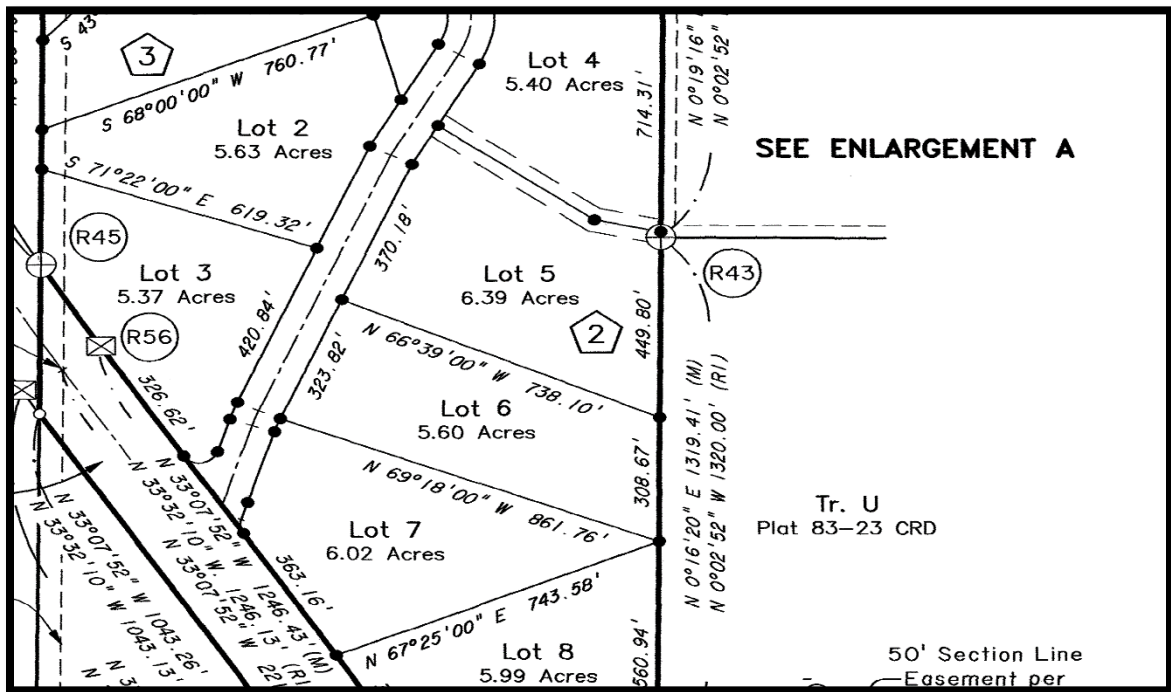 S 43°
3
S 68°00'00" W 760.77'
Lot 4
5.40 Acres
714.31'
N 0°19'16"
N 0°02'52"
Lot 2
5.63 Acres
SEE ENLARGEMENT A
S 71°22'00" E 619.32'
R45
370.18'
R43
Lot 3
5.37 Acres
Lot 5
6.39 Acres
R56
420.84'
2
449.80'
N 66°39'00" W 738.10'
323.82'
326.62'
Lot 6
5.60 Acres
N 0°16'20" E 1319.41' (M)
N 0°02'52" W 1320.00' (R1)
308.67'
N 69°18'00" W 861.76'
Tr. U
Plat 83-23 CRD
Lot 7
6.02 Acres
N 33°07'52" W 1246.43' (M)
N 33°32'10" W. 1246.13' (R1
N 33°07'52" W 221
363.16'
N 33°07'52" W 1043.26'
N 33°32'10" W 1043.13'
N 67°25'00" E 743.58'
Lot 8
5.99 Acres
560.94'
50' Section Line
Easement per